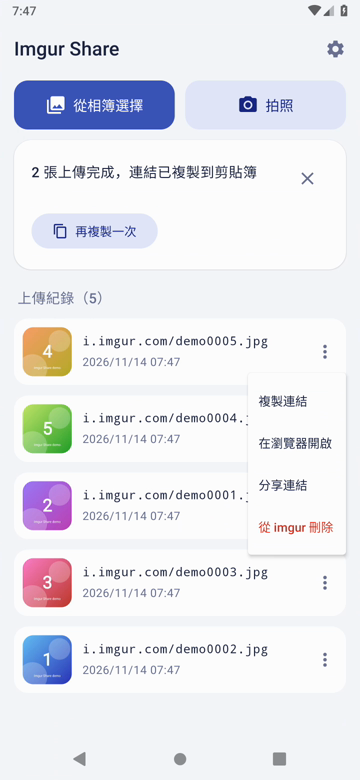 7:47
Imgur Share
從相簿選擇
拍照
2 張上傳完成，連結已複製到剪貼簿
再複製一次
上傳紀錄（5）
4
i.imgur.com/demo0005.jpg
2026/11/14 07:47
複製連結
在瀏覽器開啟
分享連結
從 imgur 刪除
5
i.imgur.com/demo0004.
2026/11/14 07:47
2
i.imgur.com/demo0001.
2026/11/14 07:47
3
i.imgur.com/demo0003.jpg
2026/11/14 07:47
1
i.imgur.com/demo0002.jpg
2026/11/14 07:47